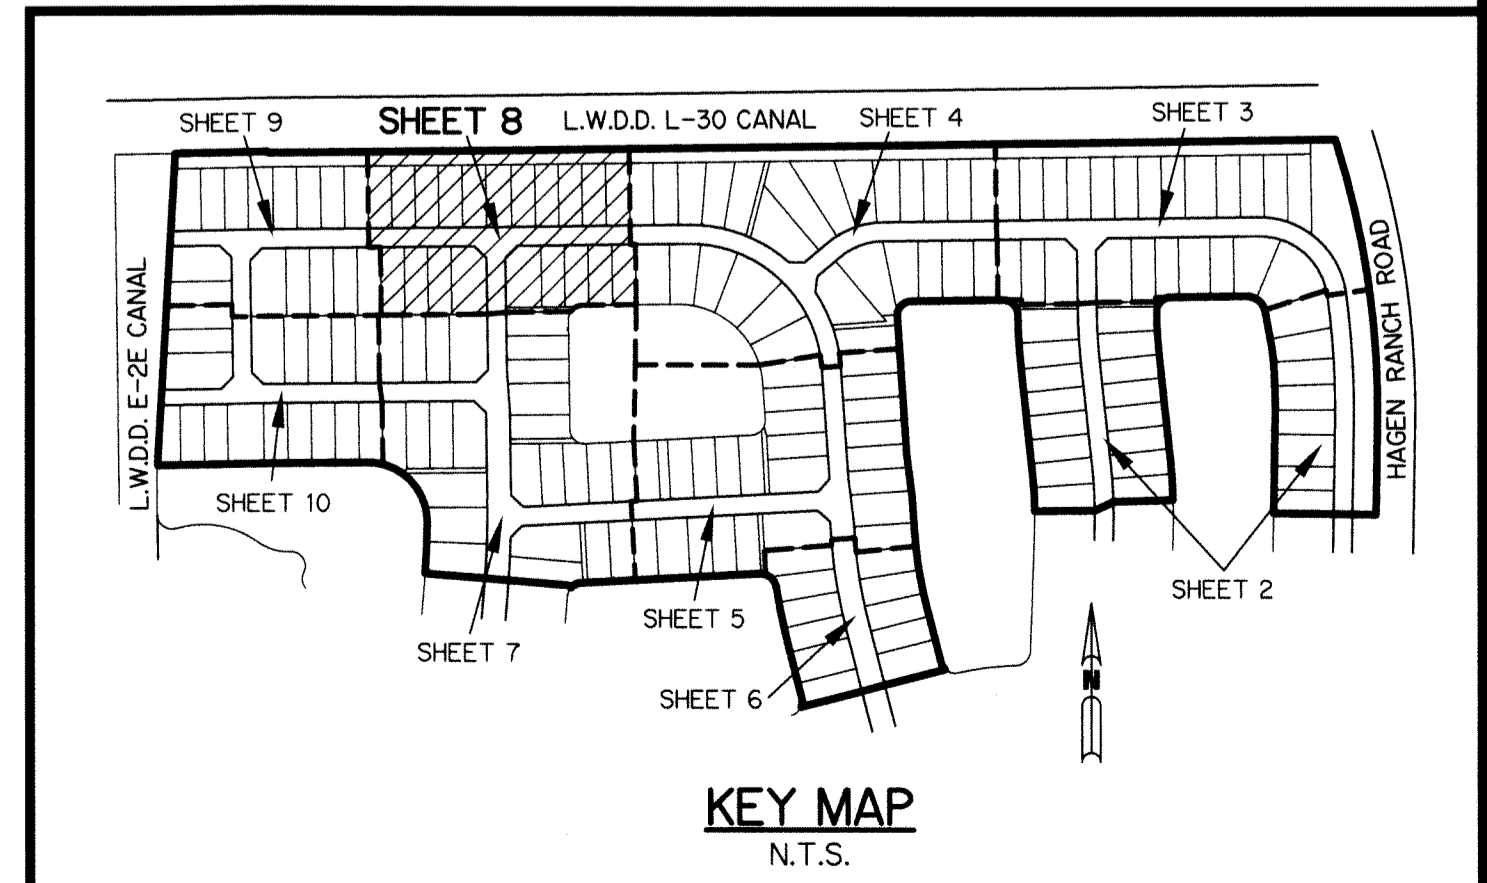 SHEET 9
SHEET 8
L.W.D.D. L-30 CANAL
SHEET 4
SHEET 3
L.W.D.D. E-2E CANAL
HAGEN RANCH ROAD
SHEET 10
SHEET 7
SHEET 5
SHEET 6
SHEET 2
N
KEY MAP
N.T.S.